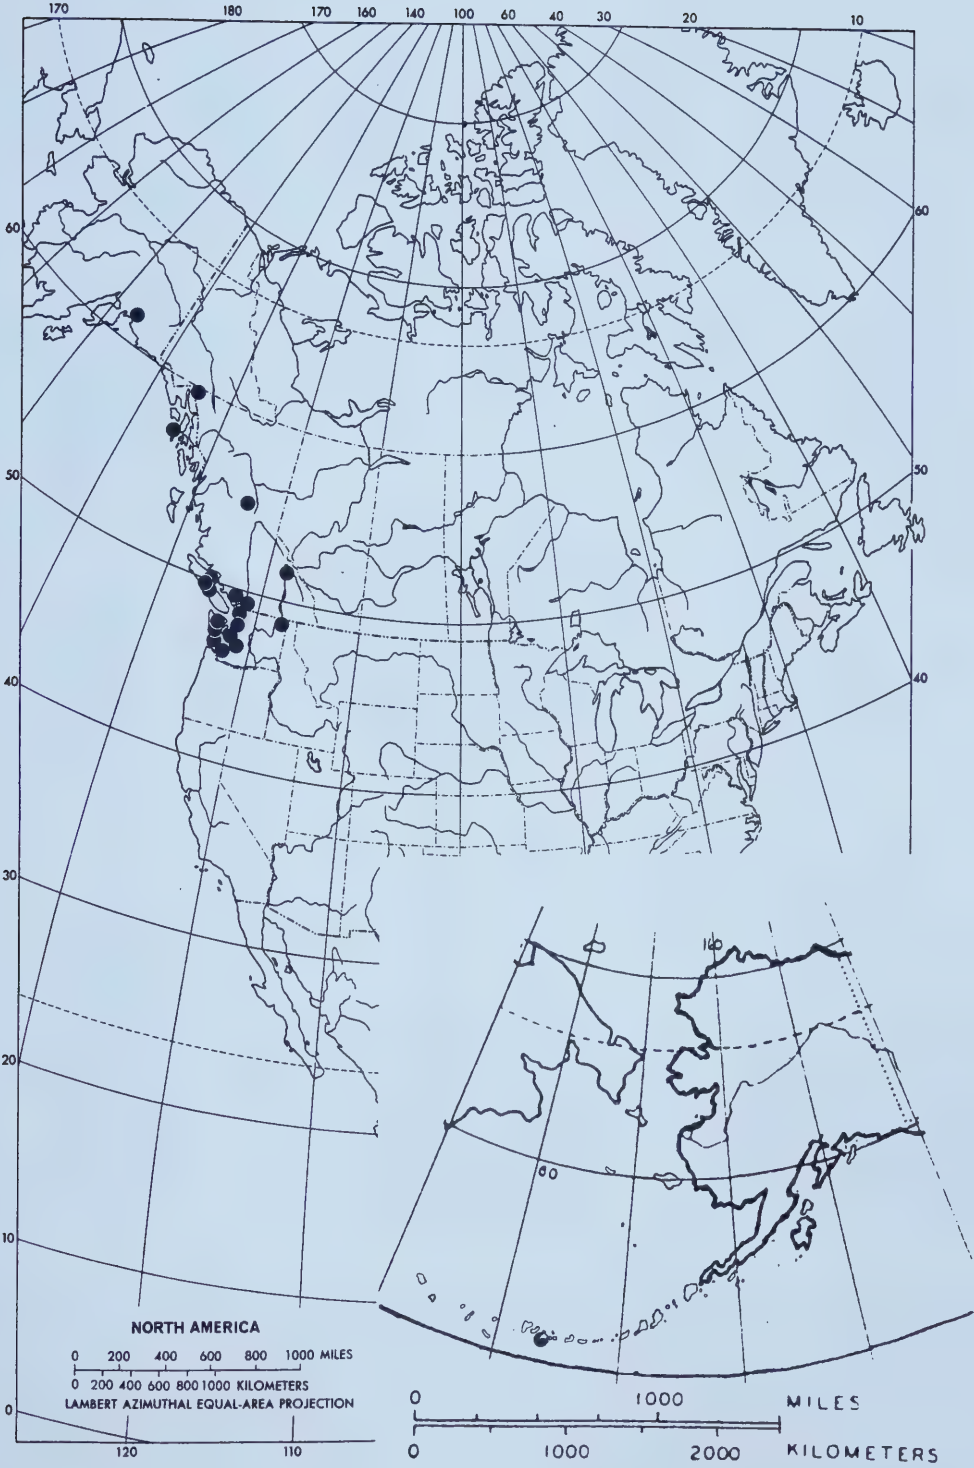 170 180 170 160 140 100 60 40 30 20 10
60 60
50 50
40 40
30
20
10
0
120 110
160
60
NORTH AMERICA
0 200 400 600 800 1000 MILES
0 200 400 600 800 1000 KILOMETERS
LAMBERT AZIMUTHAL EQUAL-AREA PROJECTION
0 1000 MILES
0 1000 2000 KILOMETERS